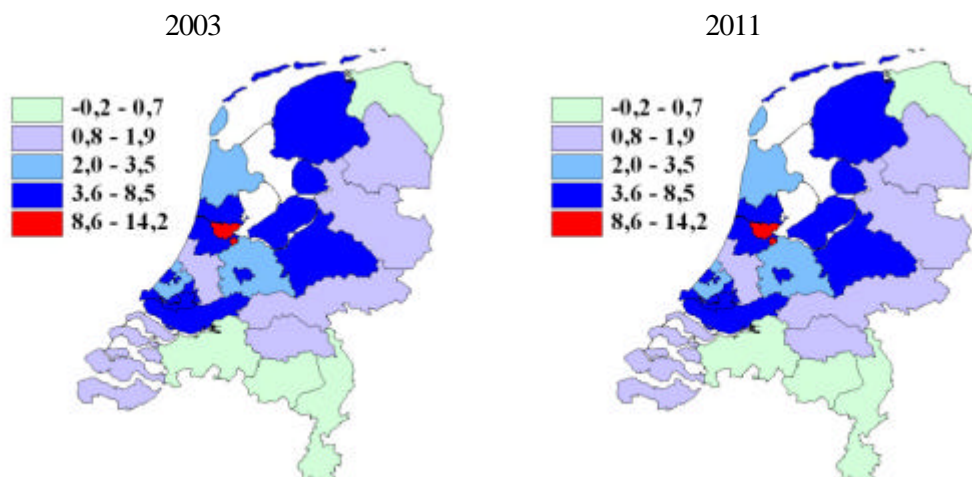 2003
-0,2 - 0,7
0,8 - 1,9
2,0 - 3,5
3.6 - 8,5
8,6 - 14,2
2011
-0,2 - 0,7
0,8 - 1,9
2,0 - 3,5
3.6 - 8,5
8,6 - 14,2